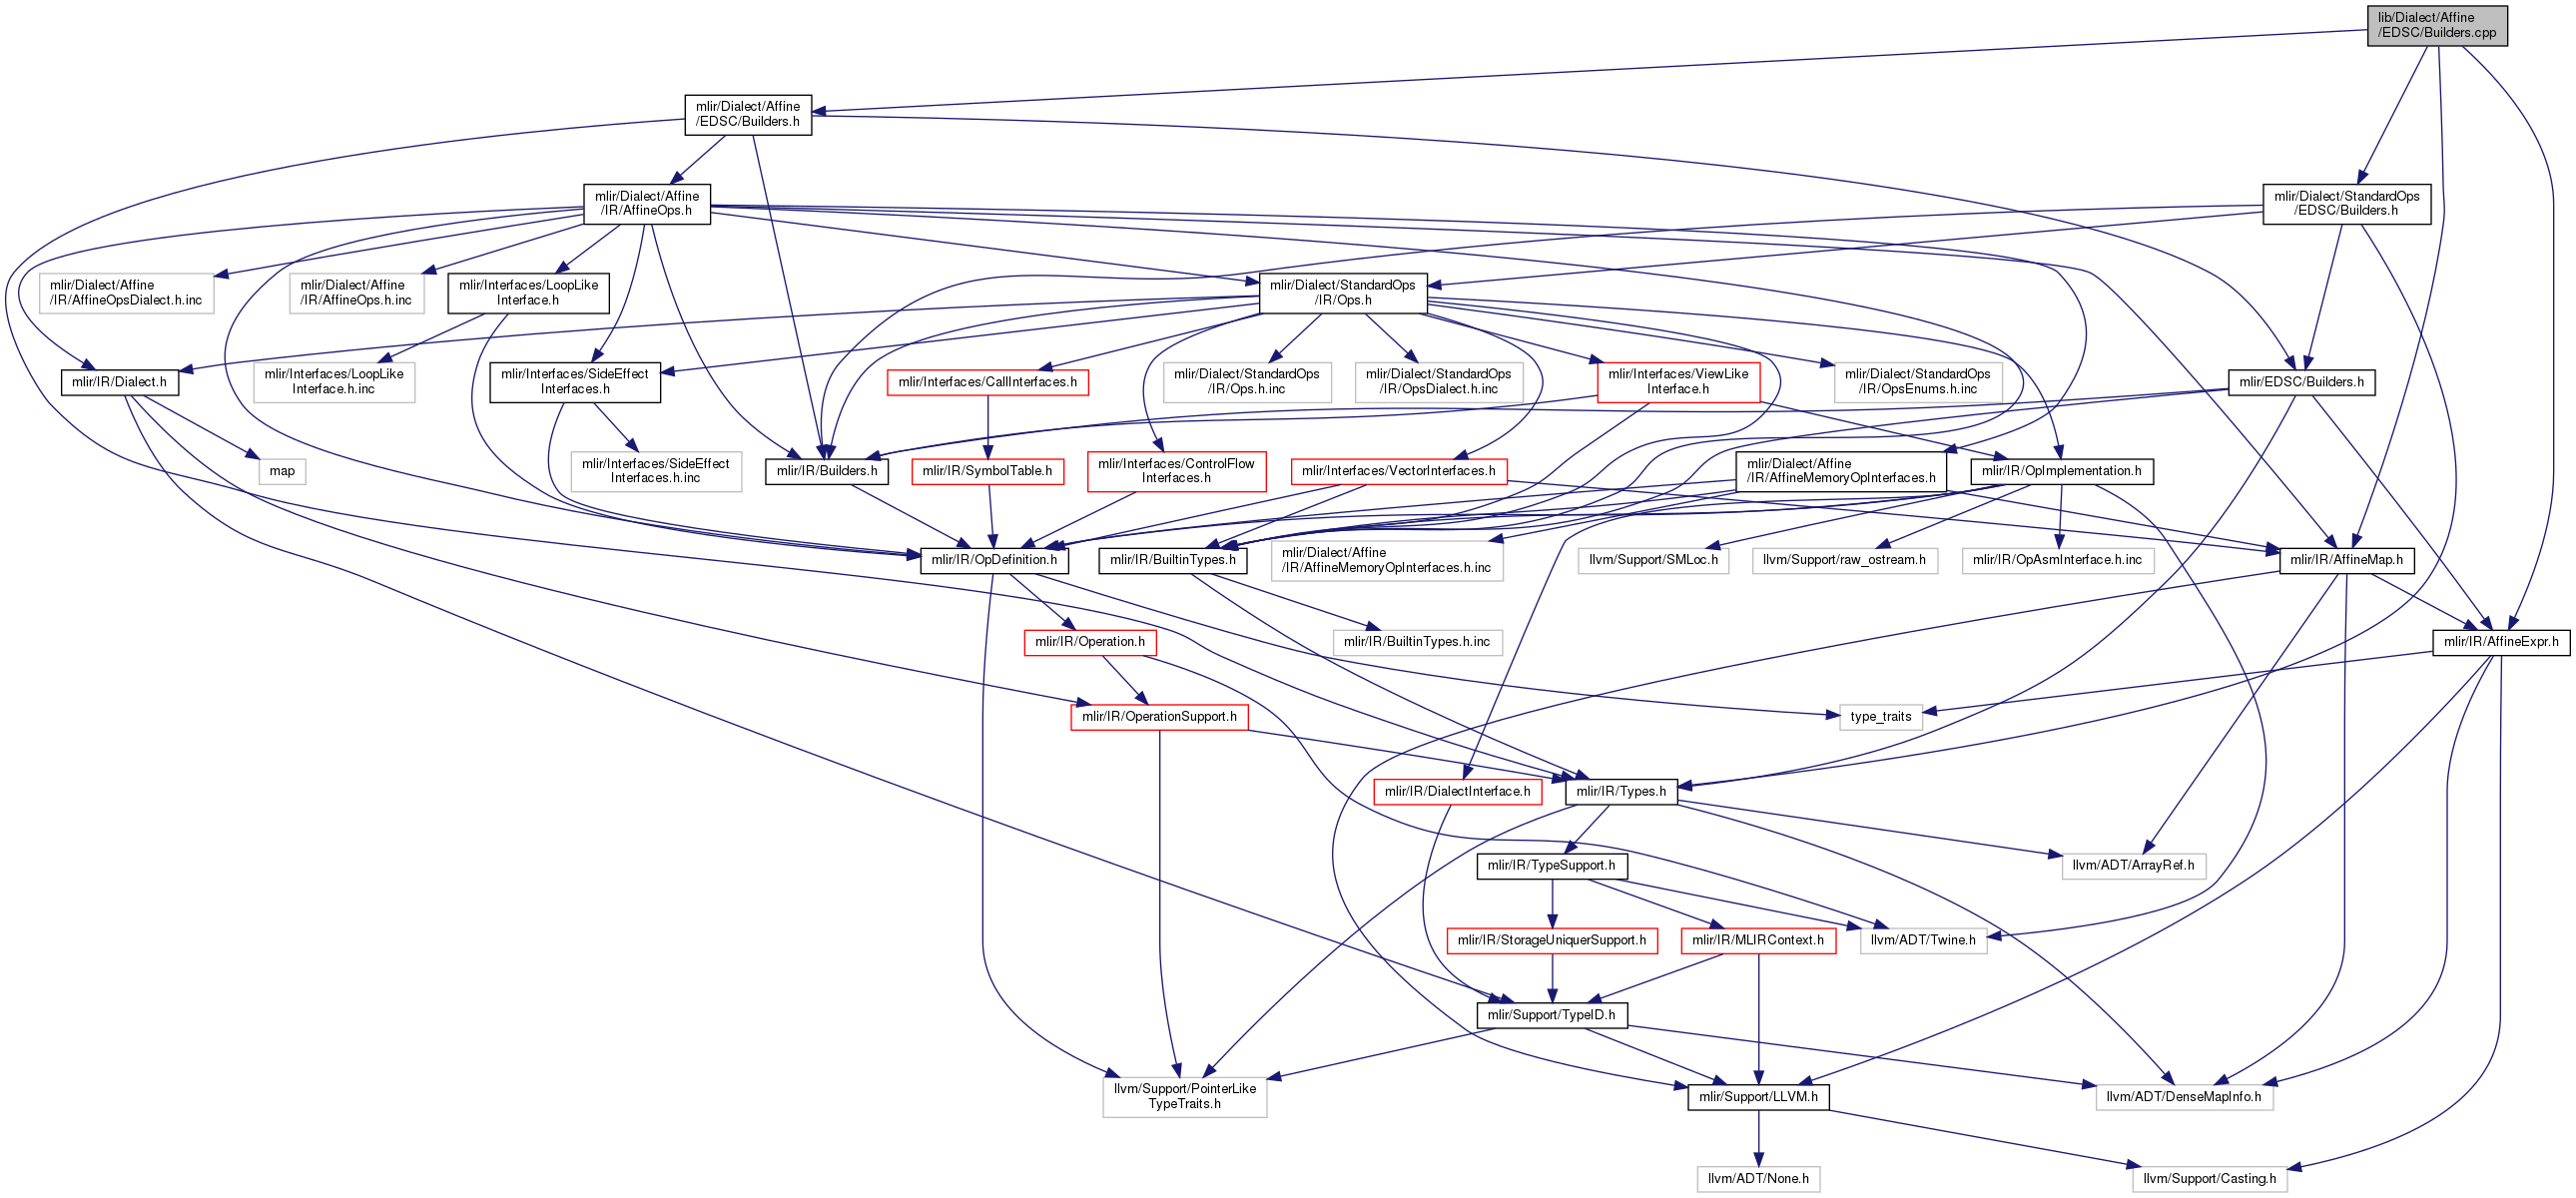 lib/Dialect/Affine
/EDSC/Builders.cpp
mlir/Dialect/Affine
/EDSC/Builders.h
mlir/Dialect/Affine
/IR/AffineOps.h
mlir/Dialect/StandardOps
/EDSC/Builders.h
mlir/Dialect/Affine
/IR/AffineOpsDialect.h.inc
mlir/Dialect/Affine
/IR/AffineOps.h.inc
mlir/Interfaces/LoopLike
Interface.h
mlir/Dialect/StandardOps
/IR/Ops.h
mlir/IR/Dialect.h
mlir/Interfaces/LoopLike
Interface.h.inc
mlir/Interfaces/SideEffect
Interfaces.h
mlir/Interfaces/CallInterfaces.h
mlir/Dialect/StandardOps
/IR/Ops.h.inc
mlir/Dialect/StandardOps
/IR/OpsDialect.h.inc
mlir/Interfaces/ViewLike
Interface.h
mlir/Dialect/StandardOps
/IR/OpsEnums.h.inc
mlir/EDSC/Builders.h
map
mlir/Interfaces/SideEffect
Interfaces.h.inc
mlir/IR/Builders.h
mlir/IR/SymbolTable.h
mlir/Interfaces/ControlFlow
Interfaces.h
mlir/Interfaces/VectorInterfaces.h
mlir/Dialect/Affine
/IR/AffineMemoryOpInterfaces.h
mlir/IR/OpImplementation.h
mlir/IR/OpDefinition.h
mlir/IR/BuiltinTypes.h
mlir/Dialect/Affine
/IR/AffineMemoryOpInterfaces.h.inc
llvm/Support/SMLoc.h
llvm/Support/raw_ostream.h
mlir/IR/OpAsmInterface.h.inc
mlir/IR/AffineMap.h
mlir/IR/Operation.h
mlir/IR/BuiltinTypes.h.inc
mlir/IR/AffineExpr.h
mlir/IR/OperationSupport.h
type_traits
mlir/IR/DialectInterface.h
mlir/IR/Types.h
mlir/IR/TypeSupport.h
llvm/ADT/ArrayRef.h
mlir/IR/StorageUniquerSupport.h
mlir/IR/MLIRContext.h
llvm/ADT/Twine.h
mlir/Support/TypeID.h
llvm/Support/PointerLike
TypeTraits.h
mlir/Support/LLVM.h
llvm/ADT/DenseMapInfo.h
llvm/ADT/None.h
llvm/Support/Casting.h